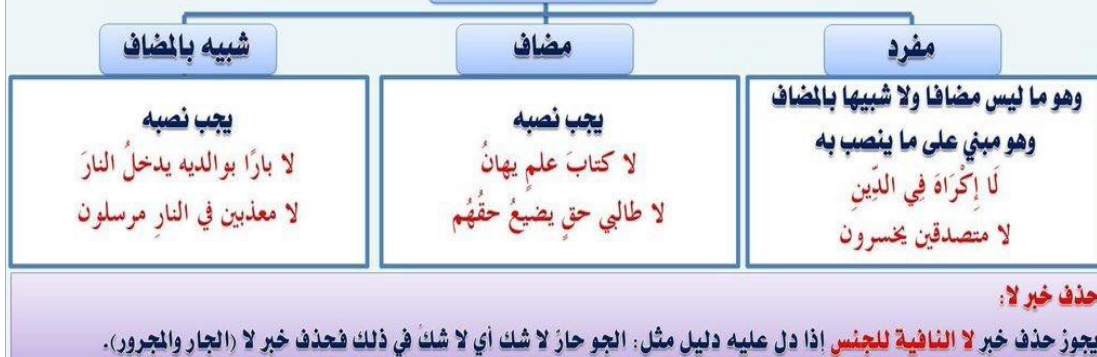 مفرد
وهو ما ليس مضافا ولا شبيها بالمضاف
وهو مبني على ما ينصب به
لَا إِكْرَاهَ فِي الدِّينِ
لا متصدقين يخسرون
مضاف
يجب نصبه
لا كتابَ علمٍ يهانُ
لا طالبي حقٍ يضيعُ حقُهُم
شبيه بالمضاف
يجب نصبه
لا بارًا بوالديه يدخلُ النارَ
لا معذبين في النارِ مرسلون
حذف خبر لا:
يجوز حذف خبر لا النافية للجنس إذا دل عليه دليل مثل: الجو حارٌ لا شك أي لا شكَ في ذلك فحذف خبر لا (الجار والمجرور).